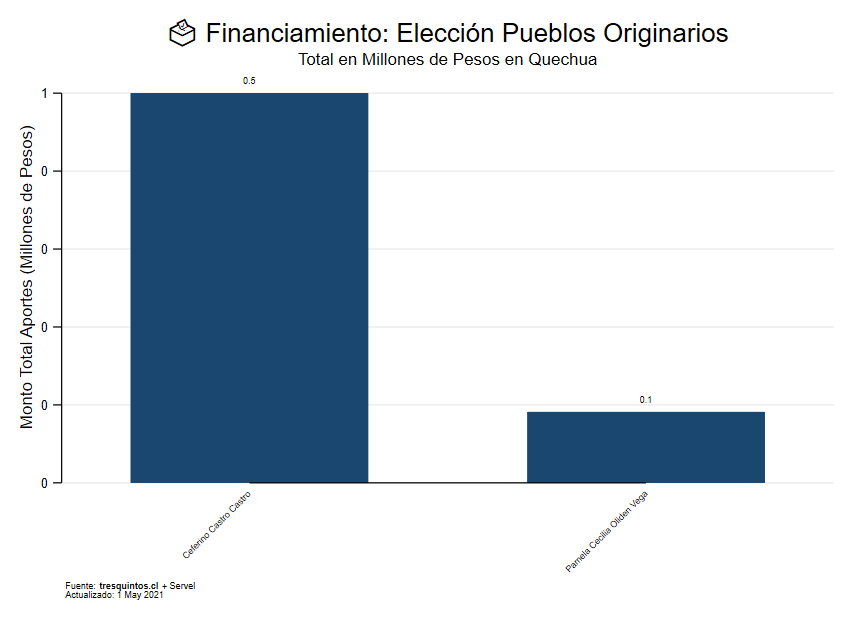 Financiamiento: Elección Pueblos Originarios
Total en Millones de Pesos en Quechua
Monto Total Aportes (Millones de Pesos)
1
0
0
0
0
0
0.5
0.1
Ceferino Castro Castro
Pamela Cecilia Oliden Vega
Fuente: tresquintos.cl + Servel
Actualizado: 1 May 2021